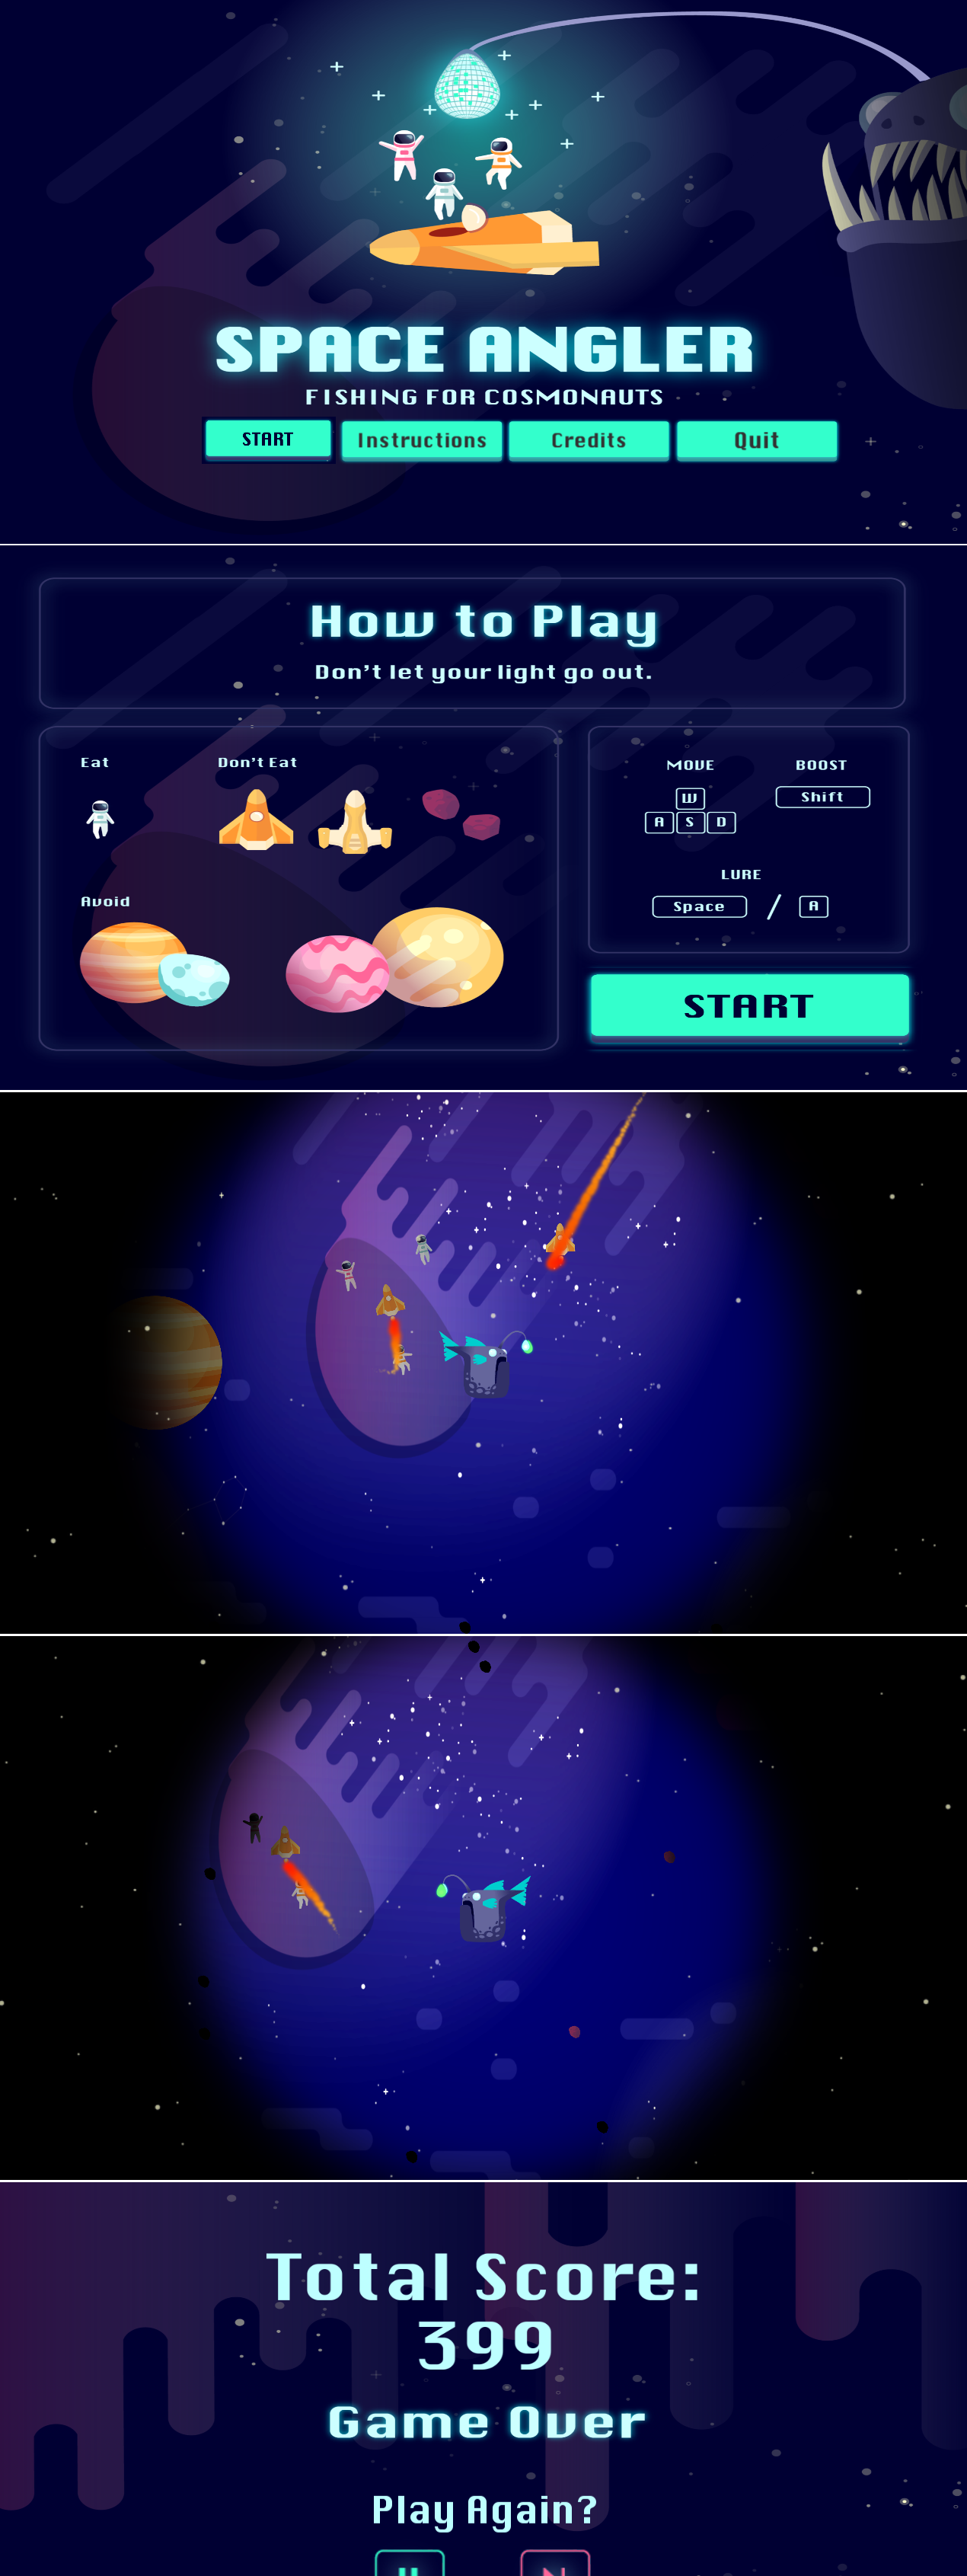 SPACE ANGLER
FISHING FOR COSMONAUTS
START Instructions Credits Quit
How to Play
Don't let your light go out.
Eat Don't Eat
Avoid
MOVE BOOST
W Shift
A S D
LURE
Space / A
START
Total Score:
399
Game Over
Play Again?